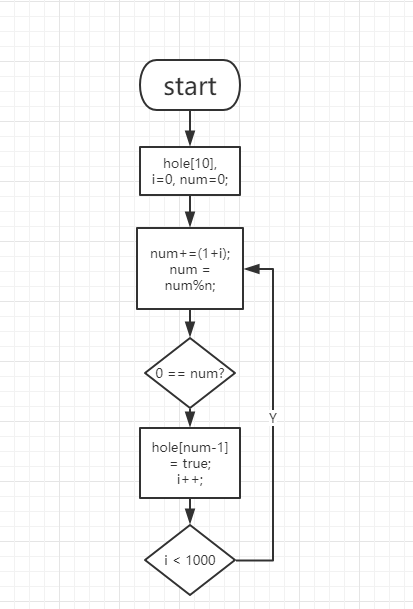 start
hole[10],
i=0, num=0;
num+=(1+i);
num =
num%n;
0 == num?
hole[num-1]
= true;
i++;
Y
i < 1000